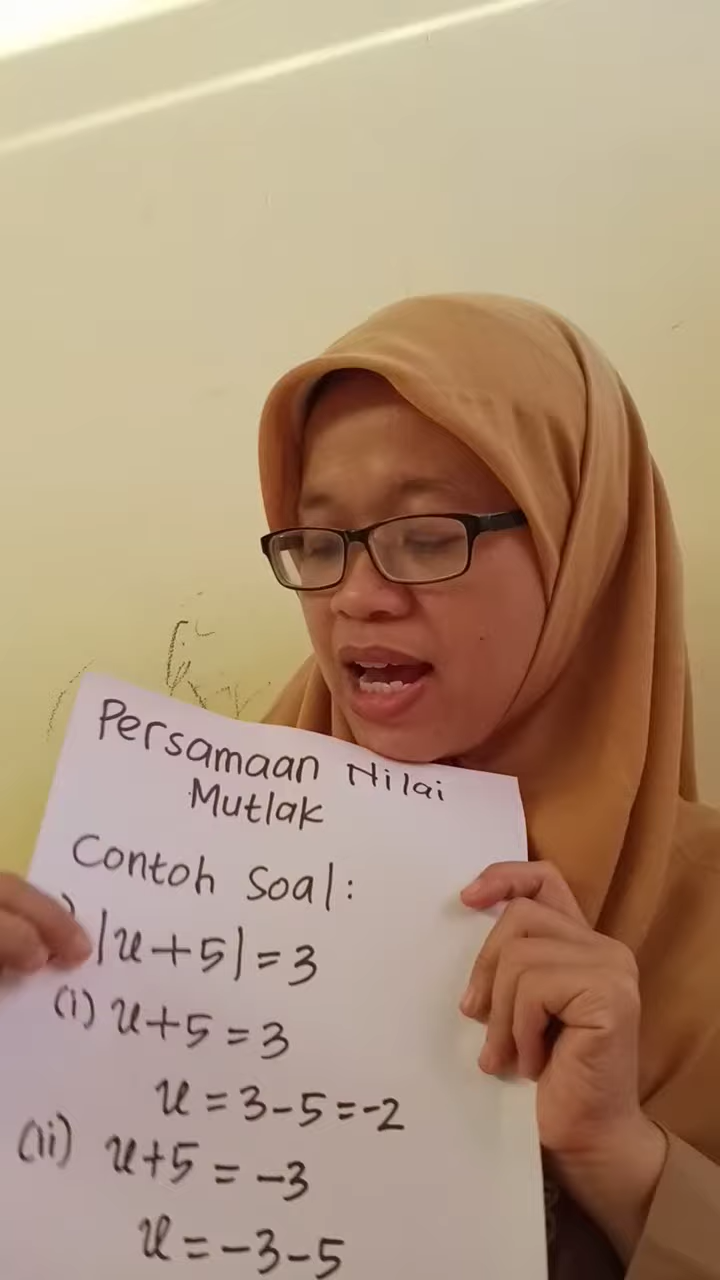 Persamaan Nilai
Mutlak
Contoh Soal:
) |x+5| = 3
(i) x+5 = 3
x = 3-5 = -2
(ii) x+5 = -3
x = -3-5